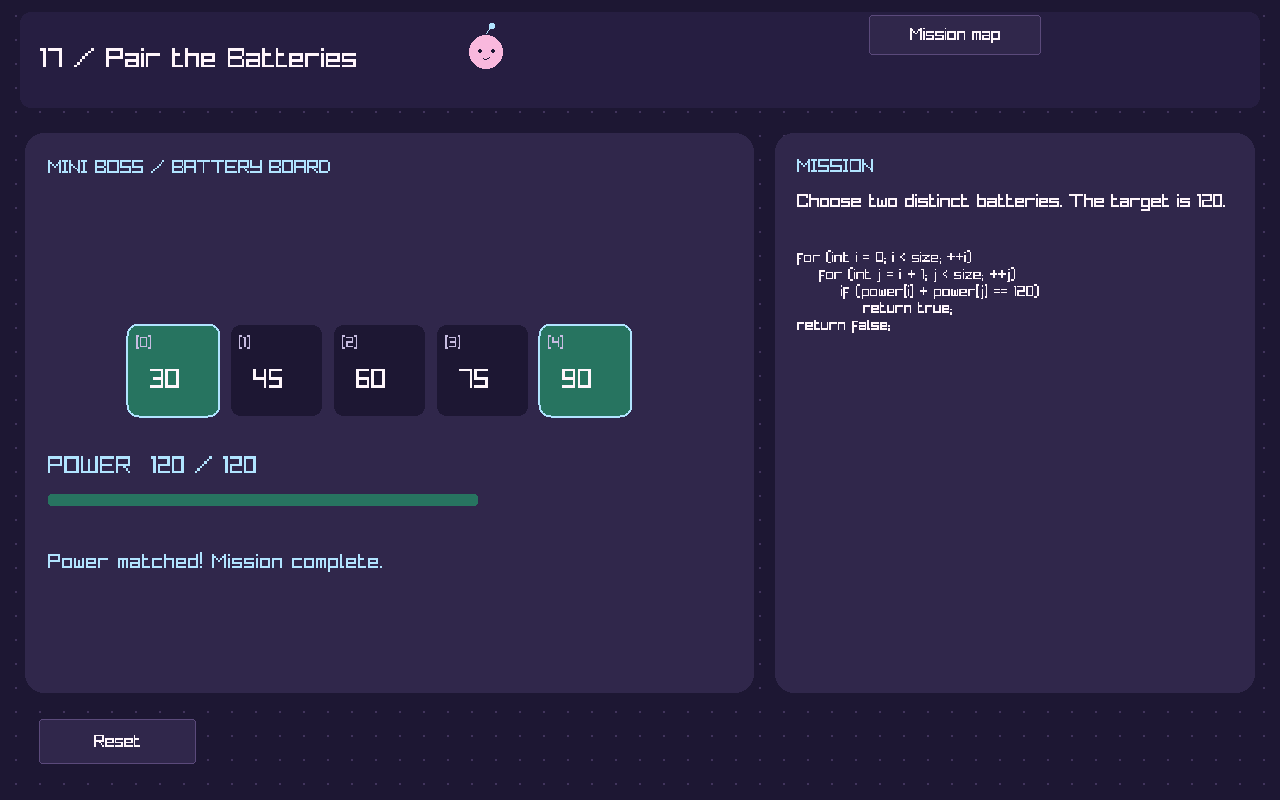 17 / Pair the Batteries
Mission map
MINI BOSS / BATTERY BOARD
[0] [1] [2] [3] [4]
30 45 60 75 90
POWER 120 / 120
Power matched! Mission complete.
MISSION
Choose two distinct batteries. The target is 120.
for (int i = 0; i < size; ++i)
for (int j = i + 1; j < size; ++j)
if (power[i] + power[j] == 120)
return true;
return false;
Reset